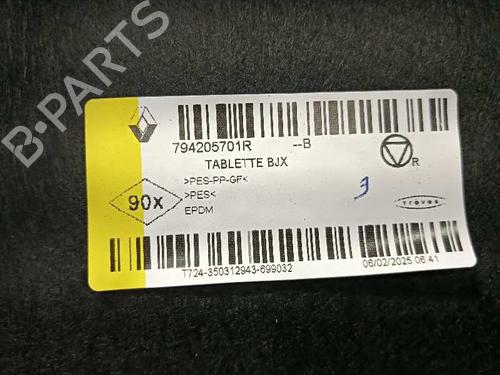 B-PARTS
794205701R --B
TABLETTE BJX
R
>PES-PP-GF<
90x
>PES<
EPDM
E
treves
T724-350312943-699032
06/02/2025 06:41